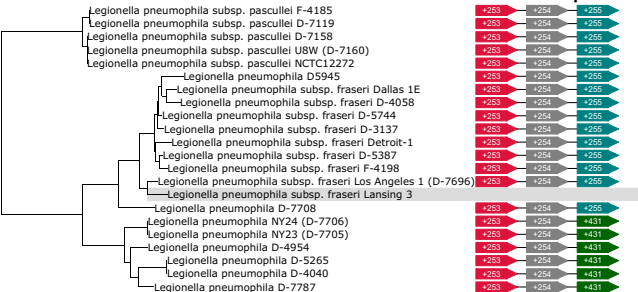 Legionella pneumophila subsp. pascullei F-4185 +253 +254 +255
Legionella pneumophila subsp. pascullei D-7119 +253 +254 +255
Legionella pneumophila subsp. pascullei D-7158 +253 +254 +255
Legionella pneumophila subsp. pascullei U8W (D-7160) +253 +254 +255
Legionella pneumophila subsp. pascullei NCTC12272 +253 +254 +255
Legionella pneumophila D5945 +253 +254 +255
Legionella pneumophila subsp. fraseri Dallas 1E +253 +254 +255
Legionella pneumophila subsp. fraseri D-4058 +253 +254 +255
Legionella pneumophila subsp. fraseri D-5744 +253 +254 +255
Legionella pneumophila subsp. fraseri D-3137 +253 +254 +255
Legionella pneumophila subsp. fraseri Detroit-1 +253 +254 +255
Legionella pneumophila subsp. fraseri D-5387 +253 +254 +255
Legionella pneumophila subsp. fraseri F-4198 +253 +254 +255
Legionella pneumophila subsp. fraseri Los Angeles 1 (D-7696) +253 +254 +255
Legionella pneumophila subsp. fraseri Lansing 3
Legionella pneumophila D-7708 +253 +254 +255
Legionella pneumophila NY24 (D-7706) +253 +254 +431
Legionella pneumophila NY23 (D-7705) +253 +254 +431
Legionella pneumophila D-4954 +253 +254 +431
Legionella pneumophila D-5265 +253 +254 +431
Legionella pneumophila D-4040 +253 +254 +431
Legionella pneumophila D-7787 +253 +254 +431